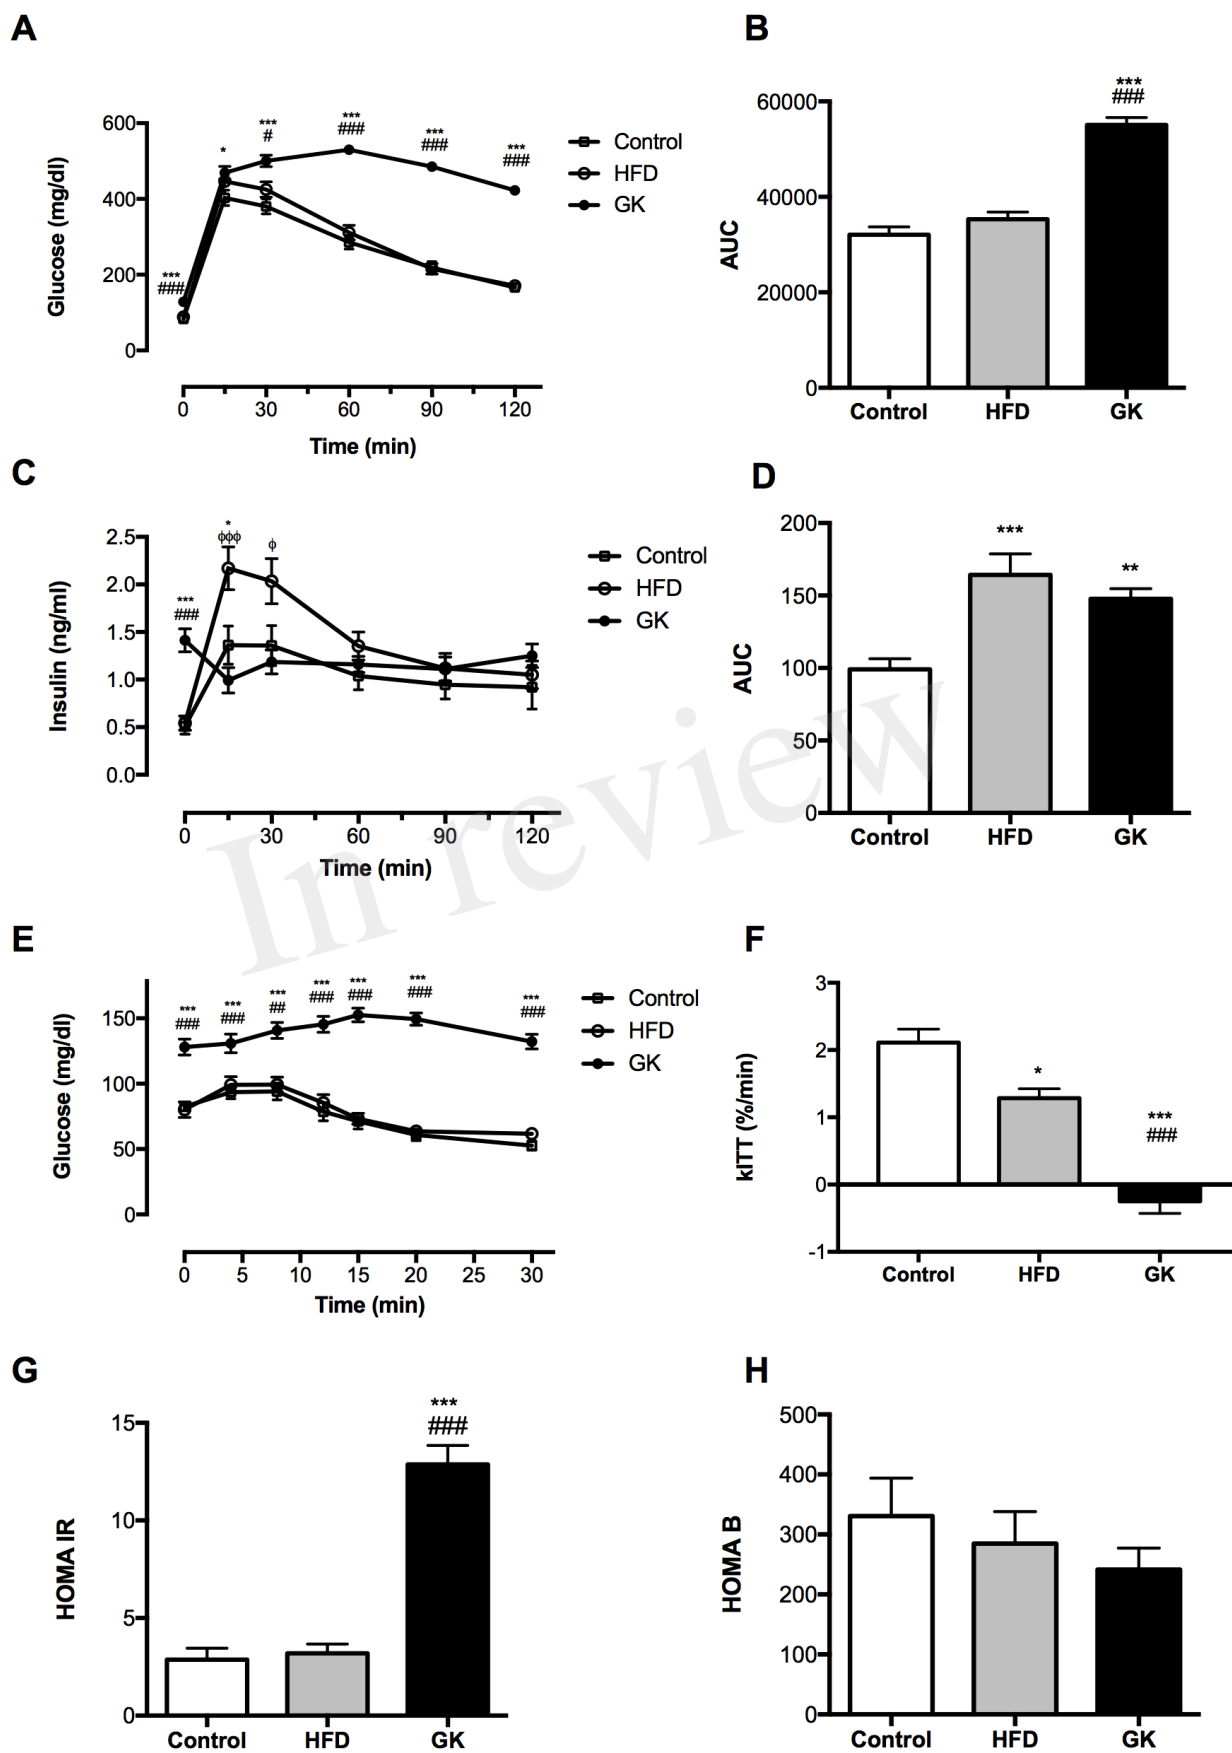 A
Glucose (mg/dl)
600
400
200
0
***
###
*
***
#
***
###
***
###
***
###
0
30
60
90
120
Time (min)
Control
HFD
GK
B
AUC
60000
40000
20000
0
***
###
Control
HFD
GK
C
Insulin (ng/ml)
2.5
2.0
1.5
1.0
0.5
0.0
***
###
*
ϕϕϕ
ϕ
0
30
60
90
120
Time (min)
Control
HFD
GK
D
AUC
200
150
100
50
0
***
**
Control
HFD
GK
In review
E
Glucose (mg/dl)
150
100
50
0
***
###
***
###
***
##
***
###
***
###
***
###
***
###
0
5
10
15
20
25
30
Time (min)
Control
HFD
GK
F
kITT (%/min)
3
2
1
0
-1
*
***
###
Control
HFD
GK
G
HOMA IR
15
10
5
0
***
###
Control
HFD
GK
H
HOMA B
500
400
300
200
100
0
Control
HFD
GK